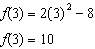 f(3) = 2(3)² − 8
f(3) = 10